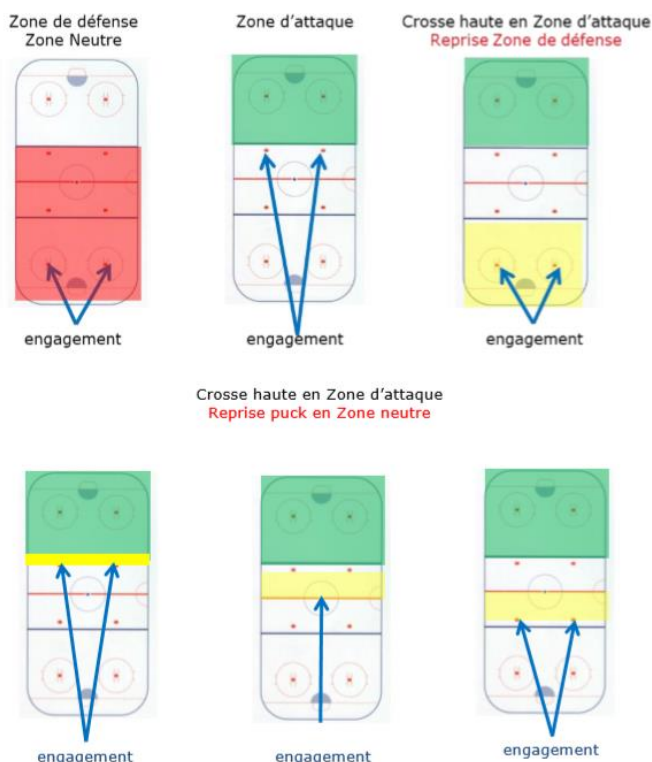 Zone de défense
Zone Neutre
Zone d'attaque
Crosse haute en Zone d'attaque
Reprise Zone de défense
engagement
engagement
engagement
Crosse haute en Zone d'attaque
Reprise puck en Zone neutre
engagement
engagement
engagement